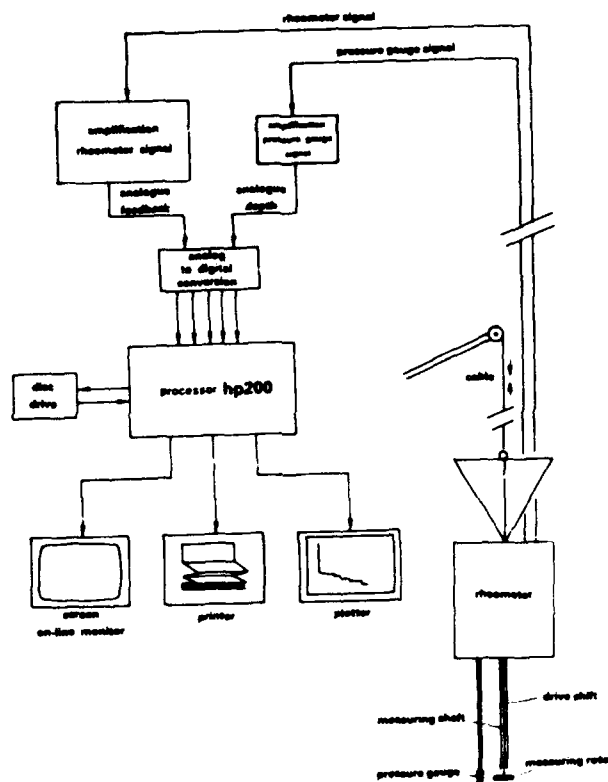 rheometer signal
pressure gauge signal
amplification
rheometer signal
amplification
pressure gauge
signal
analogue
feedback
analogue
depth
analog
to digital
conversion
processor hp200
disc
drive
cable
screen
on-line monitor
printer
plotter
rheometer
drive shift
measuring shaft
pressure gauge
measuring roto